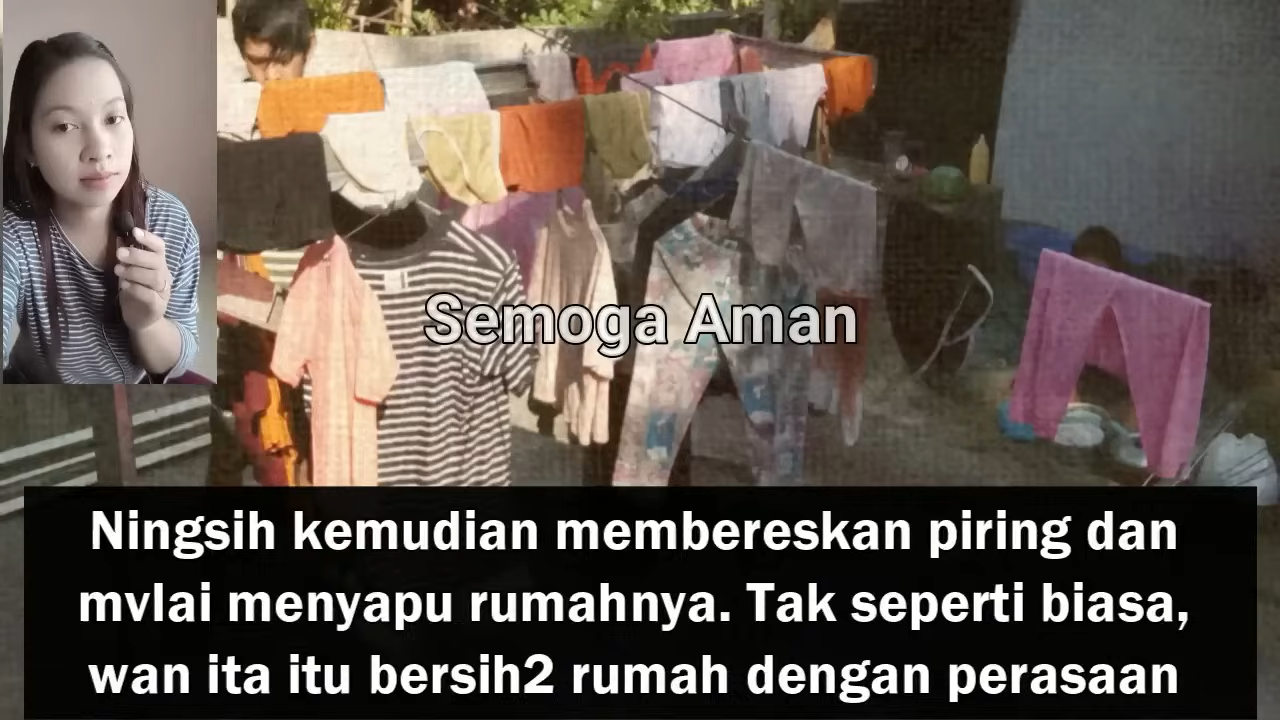 Semoga Aman
Ningsih kemudian membereskan piring dan
mvlai menyapu rumahnya. Tak seperti biasa,
wan ita itu bersih2 rumah dengan perasaan